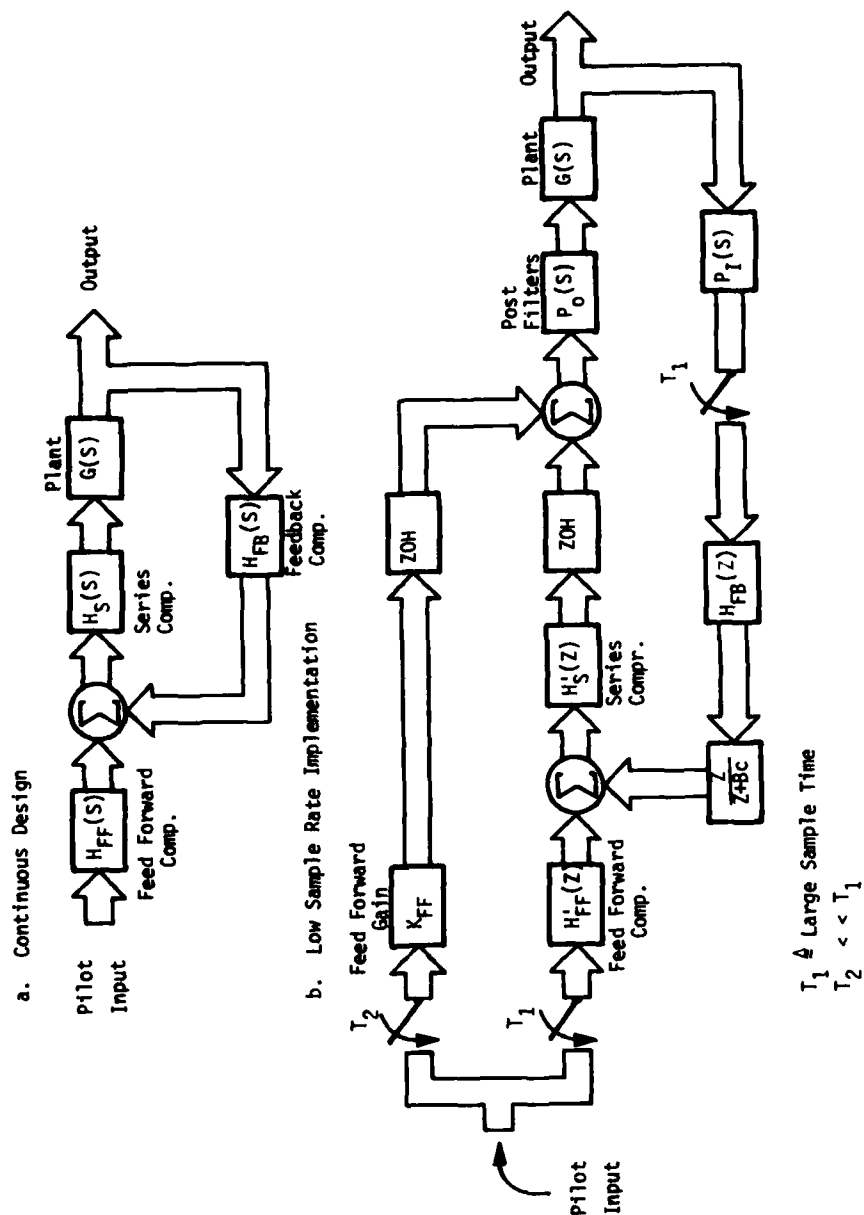 a. Continuous Design
Pilot
Input
H_FF(S)
Feed Forward
Comp.
Σ
H_S(S)
Series
Comp.
Plant
G(S)
Output
H_FB(S)
Feedback
Comp.
b. Low Sample Rate Implementation
Pilot
Input
T_2
Feed Forward
Gain
K_FF
ZOH
T_1
H'_FF(Z)
Feed Forward
Comp.
Σ
H'_S(Z)
Series
Compr.
ZOH
Σ
Post
Filters
P_o(S)
Plant
G(S)
Output
P_I(S)
T_1
H_FB(Z)
Z
Z+Bc
T_1 ≜ Large Sample Time
T_2 < < T_1